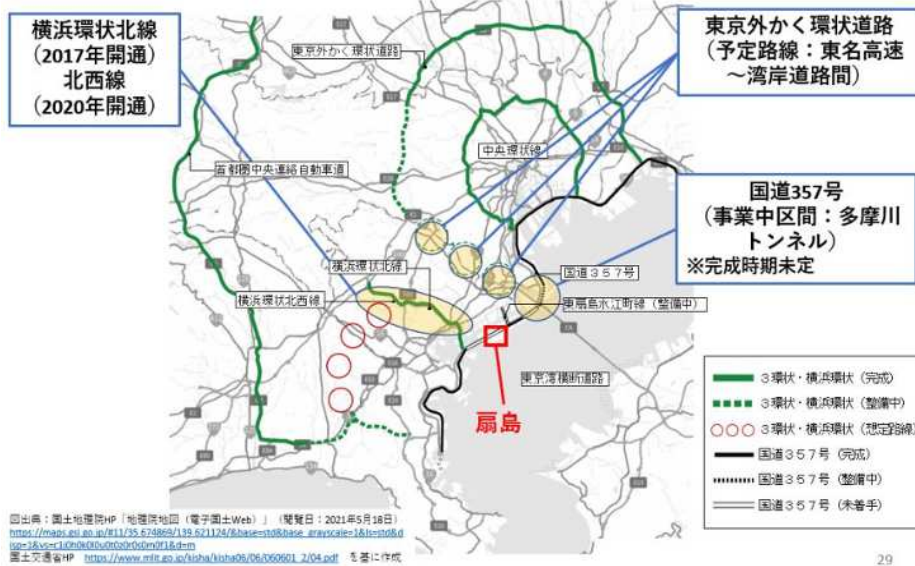 横浜環状北線
(2017年開通)
北西線
(2020年開通)
東京外かく環状道路
(予定路線:東名高速
~湾岸道路間)
東京外かく環状道路
中央環状線
首都圏中央連絡自動車道
国道357号
(事業中区間:多摩川
トンネル)
※完成時期未定
横浜環状北線
国道357号
横浜環状北西線
東扇島水江町線(整備中)
東京湾横断道路
扇島
3環状・横浜環状(完成)
3環状・横浜環状(整備中)
3環状・横浜環状(想定路線)
国道357号(完成)
国道357号(整備中)
国道357号(未着手)
図出典:国土地理院HP「地理院地図(電子国土Web)」(閲覧日:2021年5月18日)
国土交通省HP https://www.mlit.go.jp/kisha/kisha06/06/060601_2/04.pdf を基に作成
29